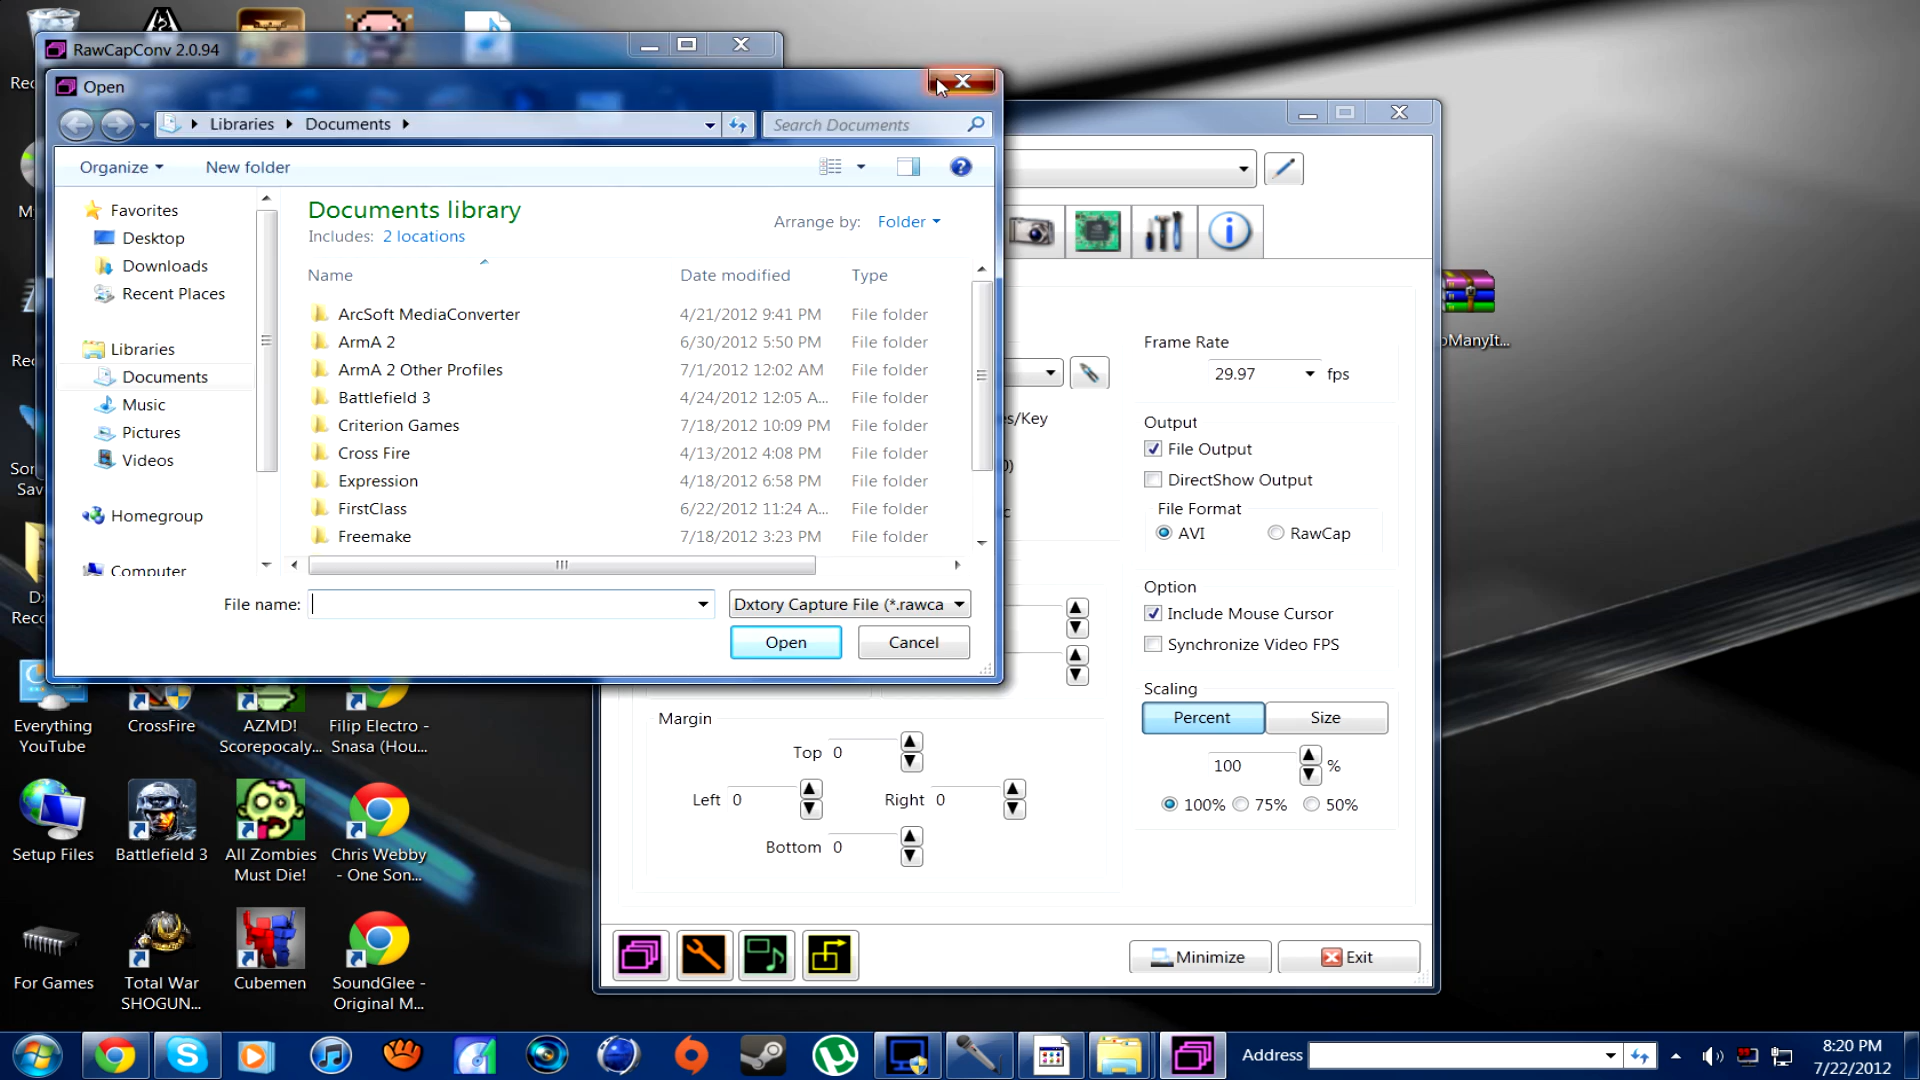 RawCapConv 2.0.94
Open
Libraries Documents
Search Documents
Organize New folder
Favorites
Desktop
Downloads
Recent Places
Libraries
Documents
Music
Pictures
Videos
Homegroup
Computer
Documents library
Includes: 2 locations
Arrange by: Folder
Name Date modified Type
ArcSoft MediaConverter 4/21/2012 9:41 PM File folder
ArmA 2 6/30/2012 5:50 PM File folder
ArmA 2 Other Profiles 7/1/2012 12:02 AM File folder
Battlefield 3 4/24/2012 12:05 A... File folder
Criterion Games 7/18/2012 10:09 PM File folder
Cross Fire 4/13/2012 4:08 PM File folder
Expression 4/18/2012 6:58 PM File folder
FirstClass 6/22/2012 11:24 A... File folder
Freemake 7/18/2012 3:23 PM File folder
File name: Dxtory Capture File (*.rawca
Open Cancel
Frame Rate
29.97 fps
es/Key
Output
File Output
DirectShow Output
File Format
AVI RawCap
Option
Include Mouse Cursor
Synchronize Video FPS
Scaling
Percent Size
100 %
100% 75% 50%
Margin
Top 0
Left 0 Right 0
Bottom 0
Minimize Exit
oManyIt...
Rec
M
Rec
Son
Sav
Dx
Reco
Everything
YouTube
CrossFire
AZMD!
Scorepocaly...
Filip Electro -
Snasa (Hou...
Setup Files
Battlefield 3
All Zombies
Must Die!
Chris Webby
- One Son...
For Games
Total War
SHOGUN...
Cubemen
SoundGlee -
Original M...
Address
8:20 PM
7/22/2012